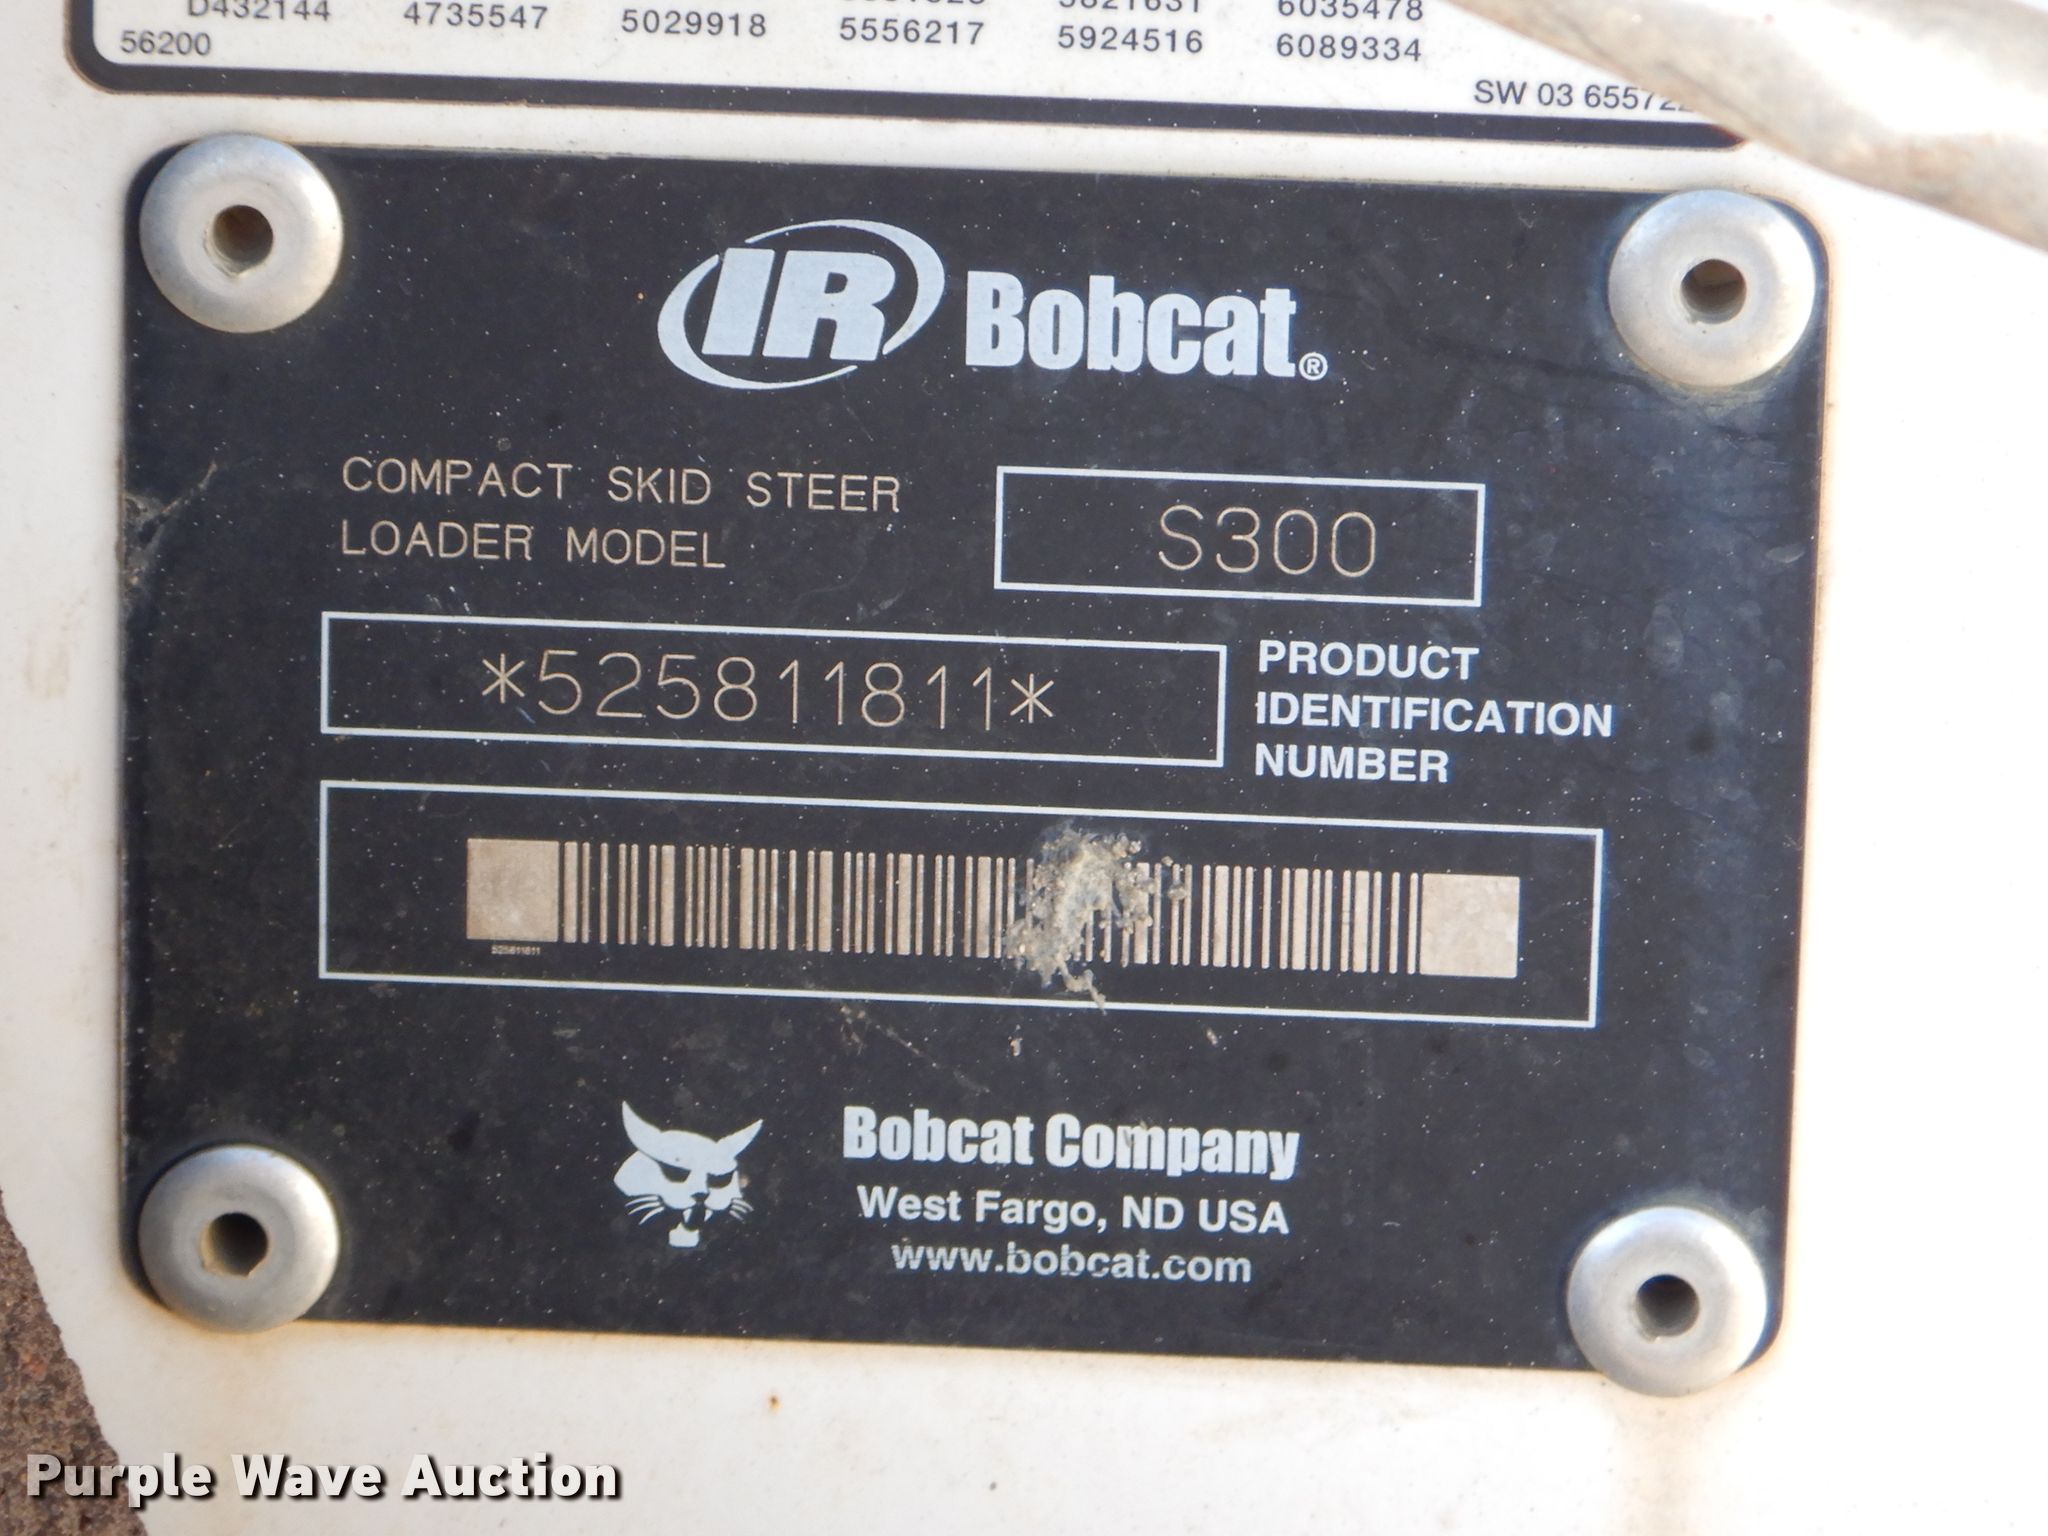 D432144 4735547 5029918 5556217 5924516 6089334
6035478
56200
SW 03
IR Bobcat®
COMPACT SKID STEER
LOADER MODEL
S300
*525811811*
PRODUCT
IDENTIFICATION
NUMBER
525811811
Bobcat Company
West Fargo, ND USA
www.bobcat.com
Purple Wave Auction